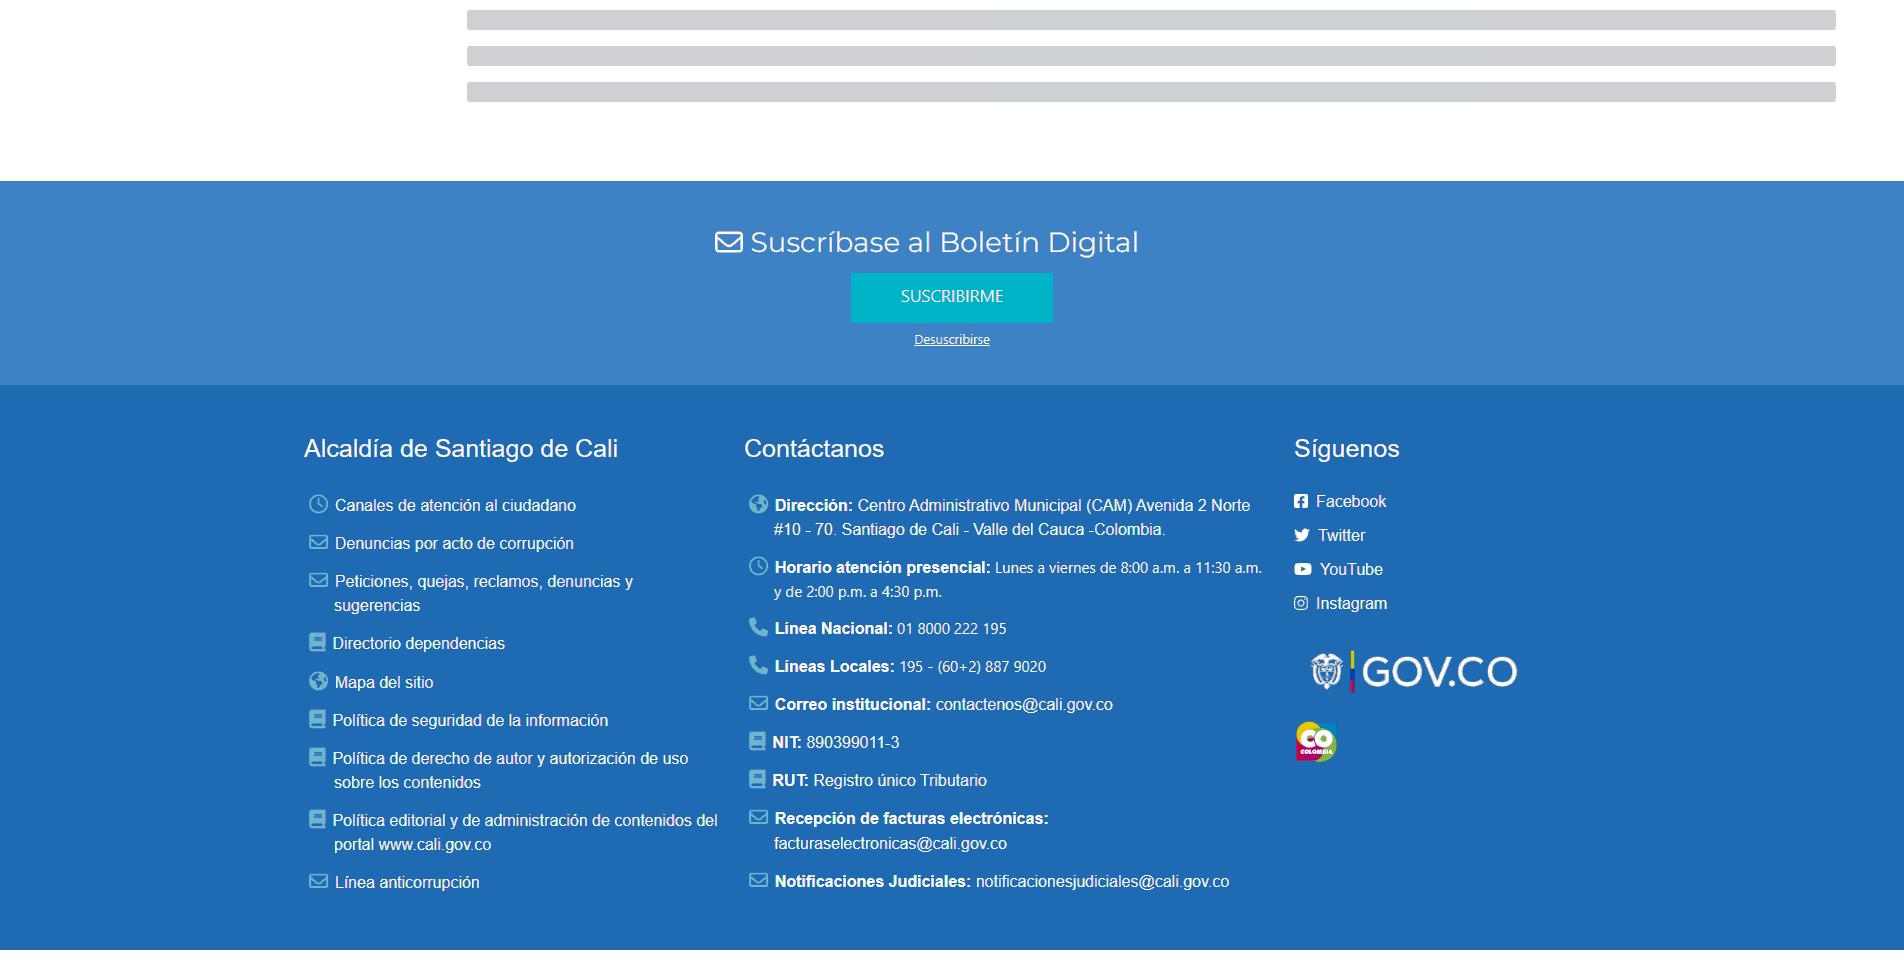 Suscríbase al Boletín Digital
SUSCRIBIRME
Desuscribirse
Alcaldía de Santiago de Cali
Canales de atención al ciudadano
Denuncias por acto de corrupción
Peticiones, quejas, reclamos, denuncias y
sugerencias
Directorio dependencias
Mapa del sitio
Política de seguridad de la información
Política de derecho de autor y autorización de uso
sobre los contenidos
Política editorial y de administración de contenidos del
portal www.cali.gov.co
Línea anticorrupción
Contáctanos
Dirección: Centro Administrativo Municipal (CAM) Avenida 2 Norte
#10 - 70. Santiago de Cali - Valle del Cauca -Colombia.
Horario atención presencial: Lunes a viernes de 8:00 a.m. a 11:30 a.m.
y de 2:00 p.m. a 4:30 p.m.
Línea Nacional: 01 8000 222 195
Líneas Locales: 195 - (60+2) 887 9020
Correo institucional: contactenos@cali.gov.co
NIT: 890399011-3
RUT: Registro único Tributario
Recepción de facturas electrónicas:
facturaselectronicas@cali.gov.co
Notificaciones Judiciales: notificacionesjudiciales@cali.gov.co
Síguenos
Facebook
Twitter
YouTube
Instagram
GOV.CO
CO
COLOMBIA